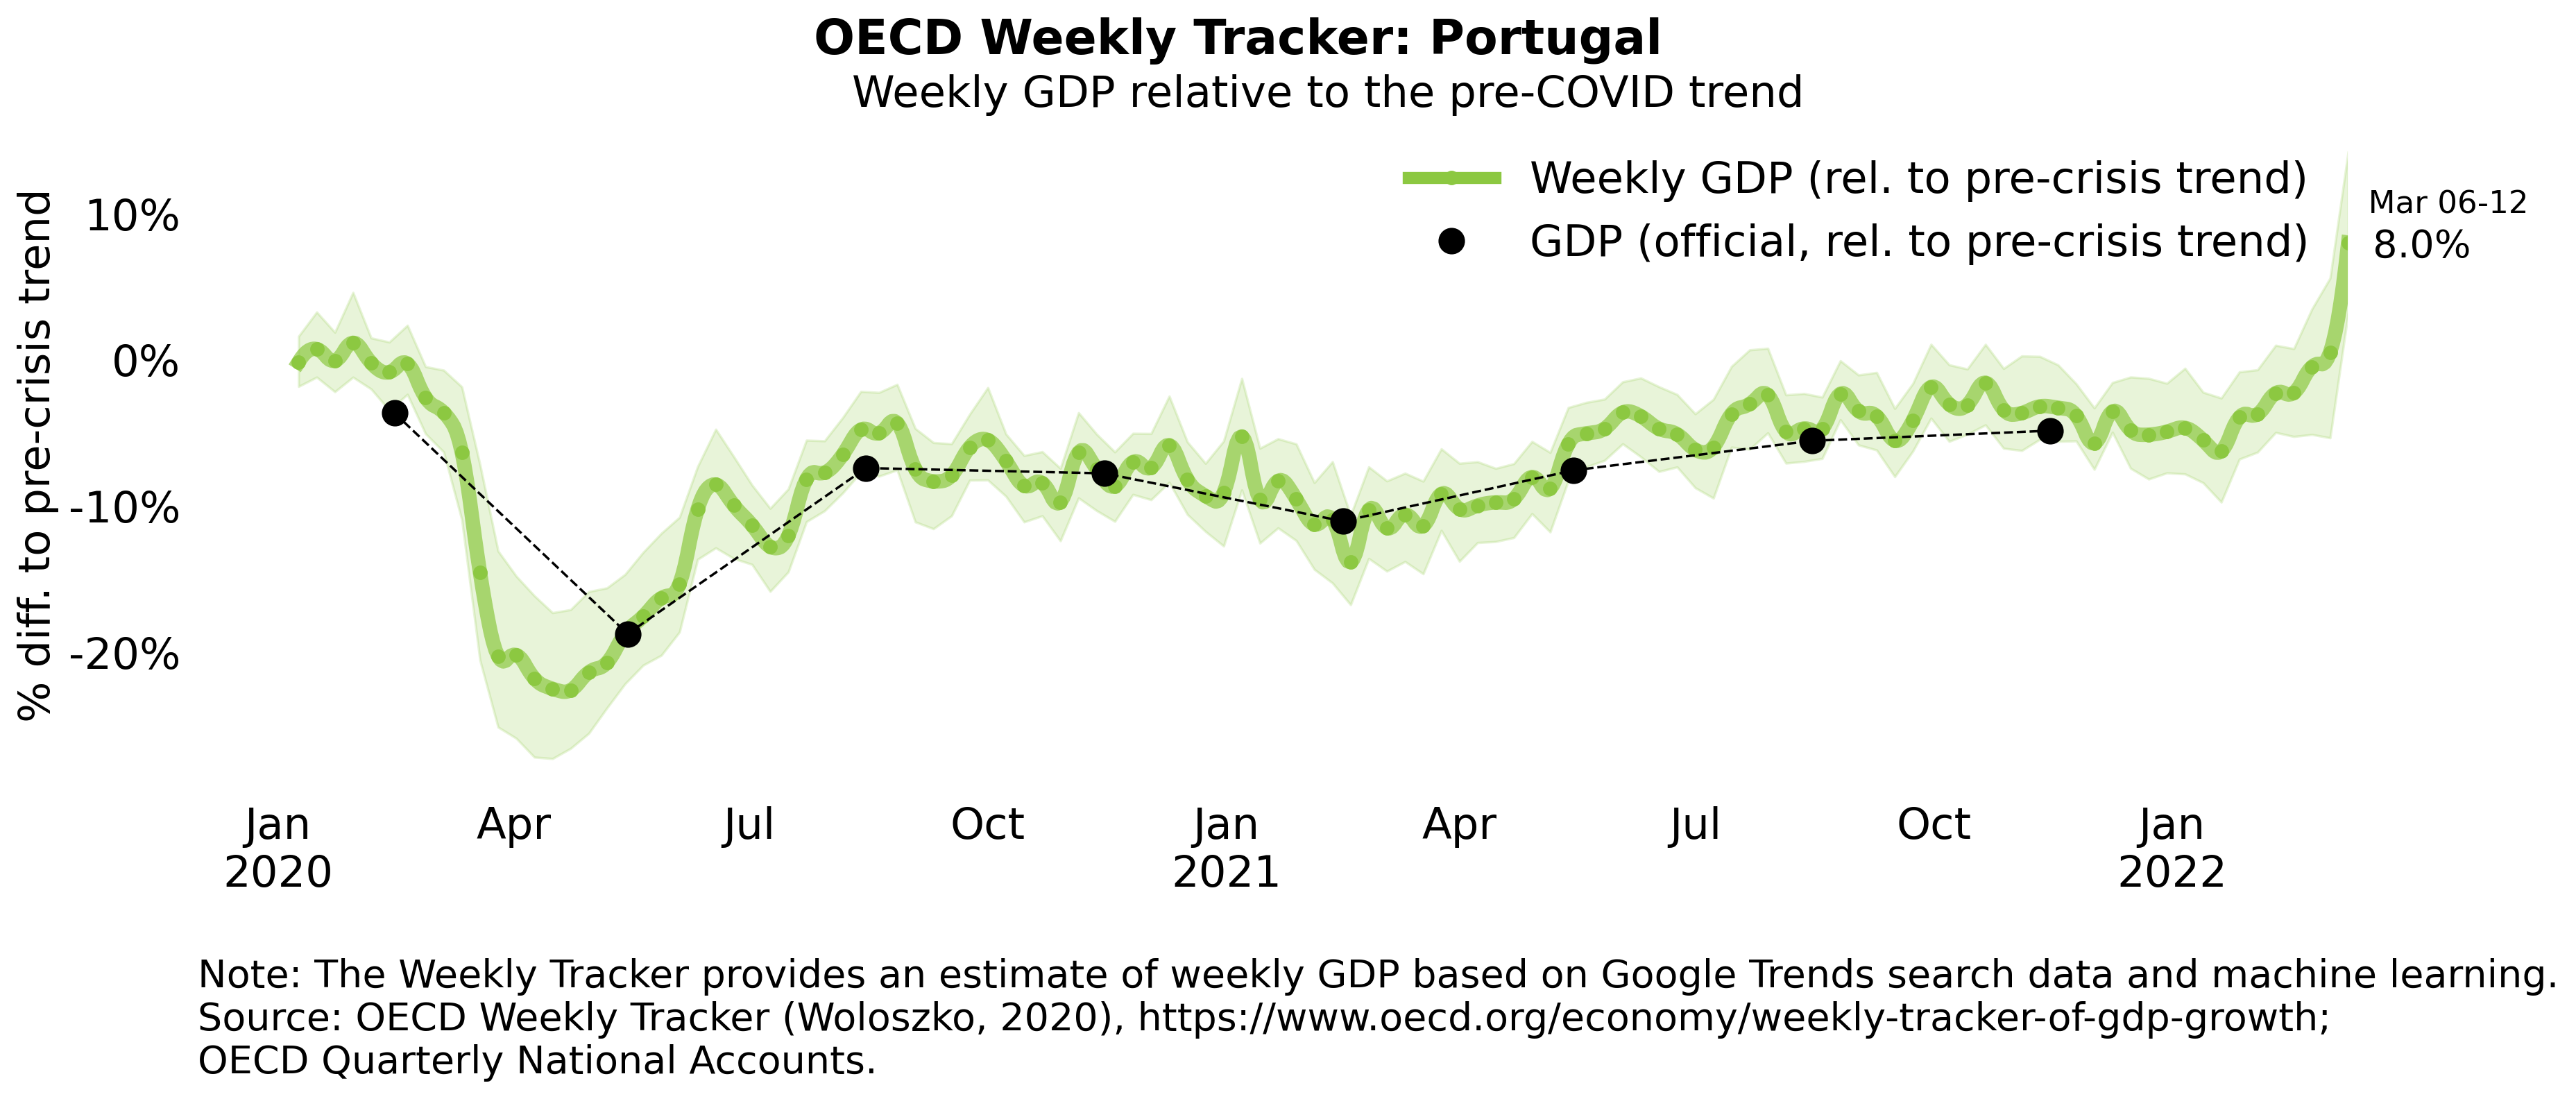 OECD Weekly Tracker: Portugal
Weekly GDP relative to the pre-COVID trend
Weekly GDP (rel. to pre-crisis trend)
GDP (official, rel. to pre-crisis trend)
Mar 06-12
8.0%
% diff. to pre-crisis trend
10%
0%
-10%
-20%
Jan Apr Jul Oct Jan Apr Jul Oct Jan
2020 2021 2022
Note: The Weekly Tracker provides an estimate of weekly GDP based on Google Trends search data and machine learning.
Source: OECD Weekly Tracker (Woloszko, 2020), https://www.oecd.org/economy/weekly-tracker-of-gdp-growth;
OECD Quarterly National Accounts.